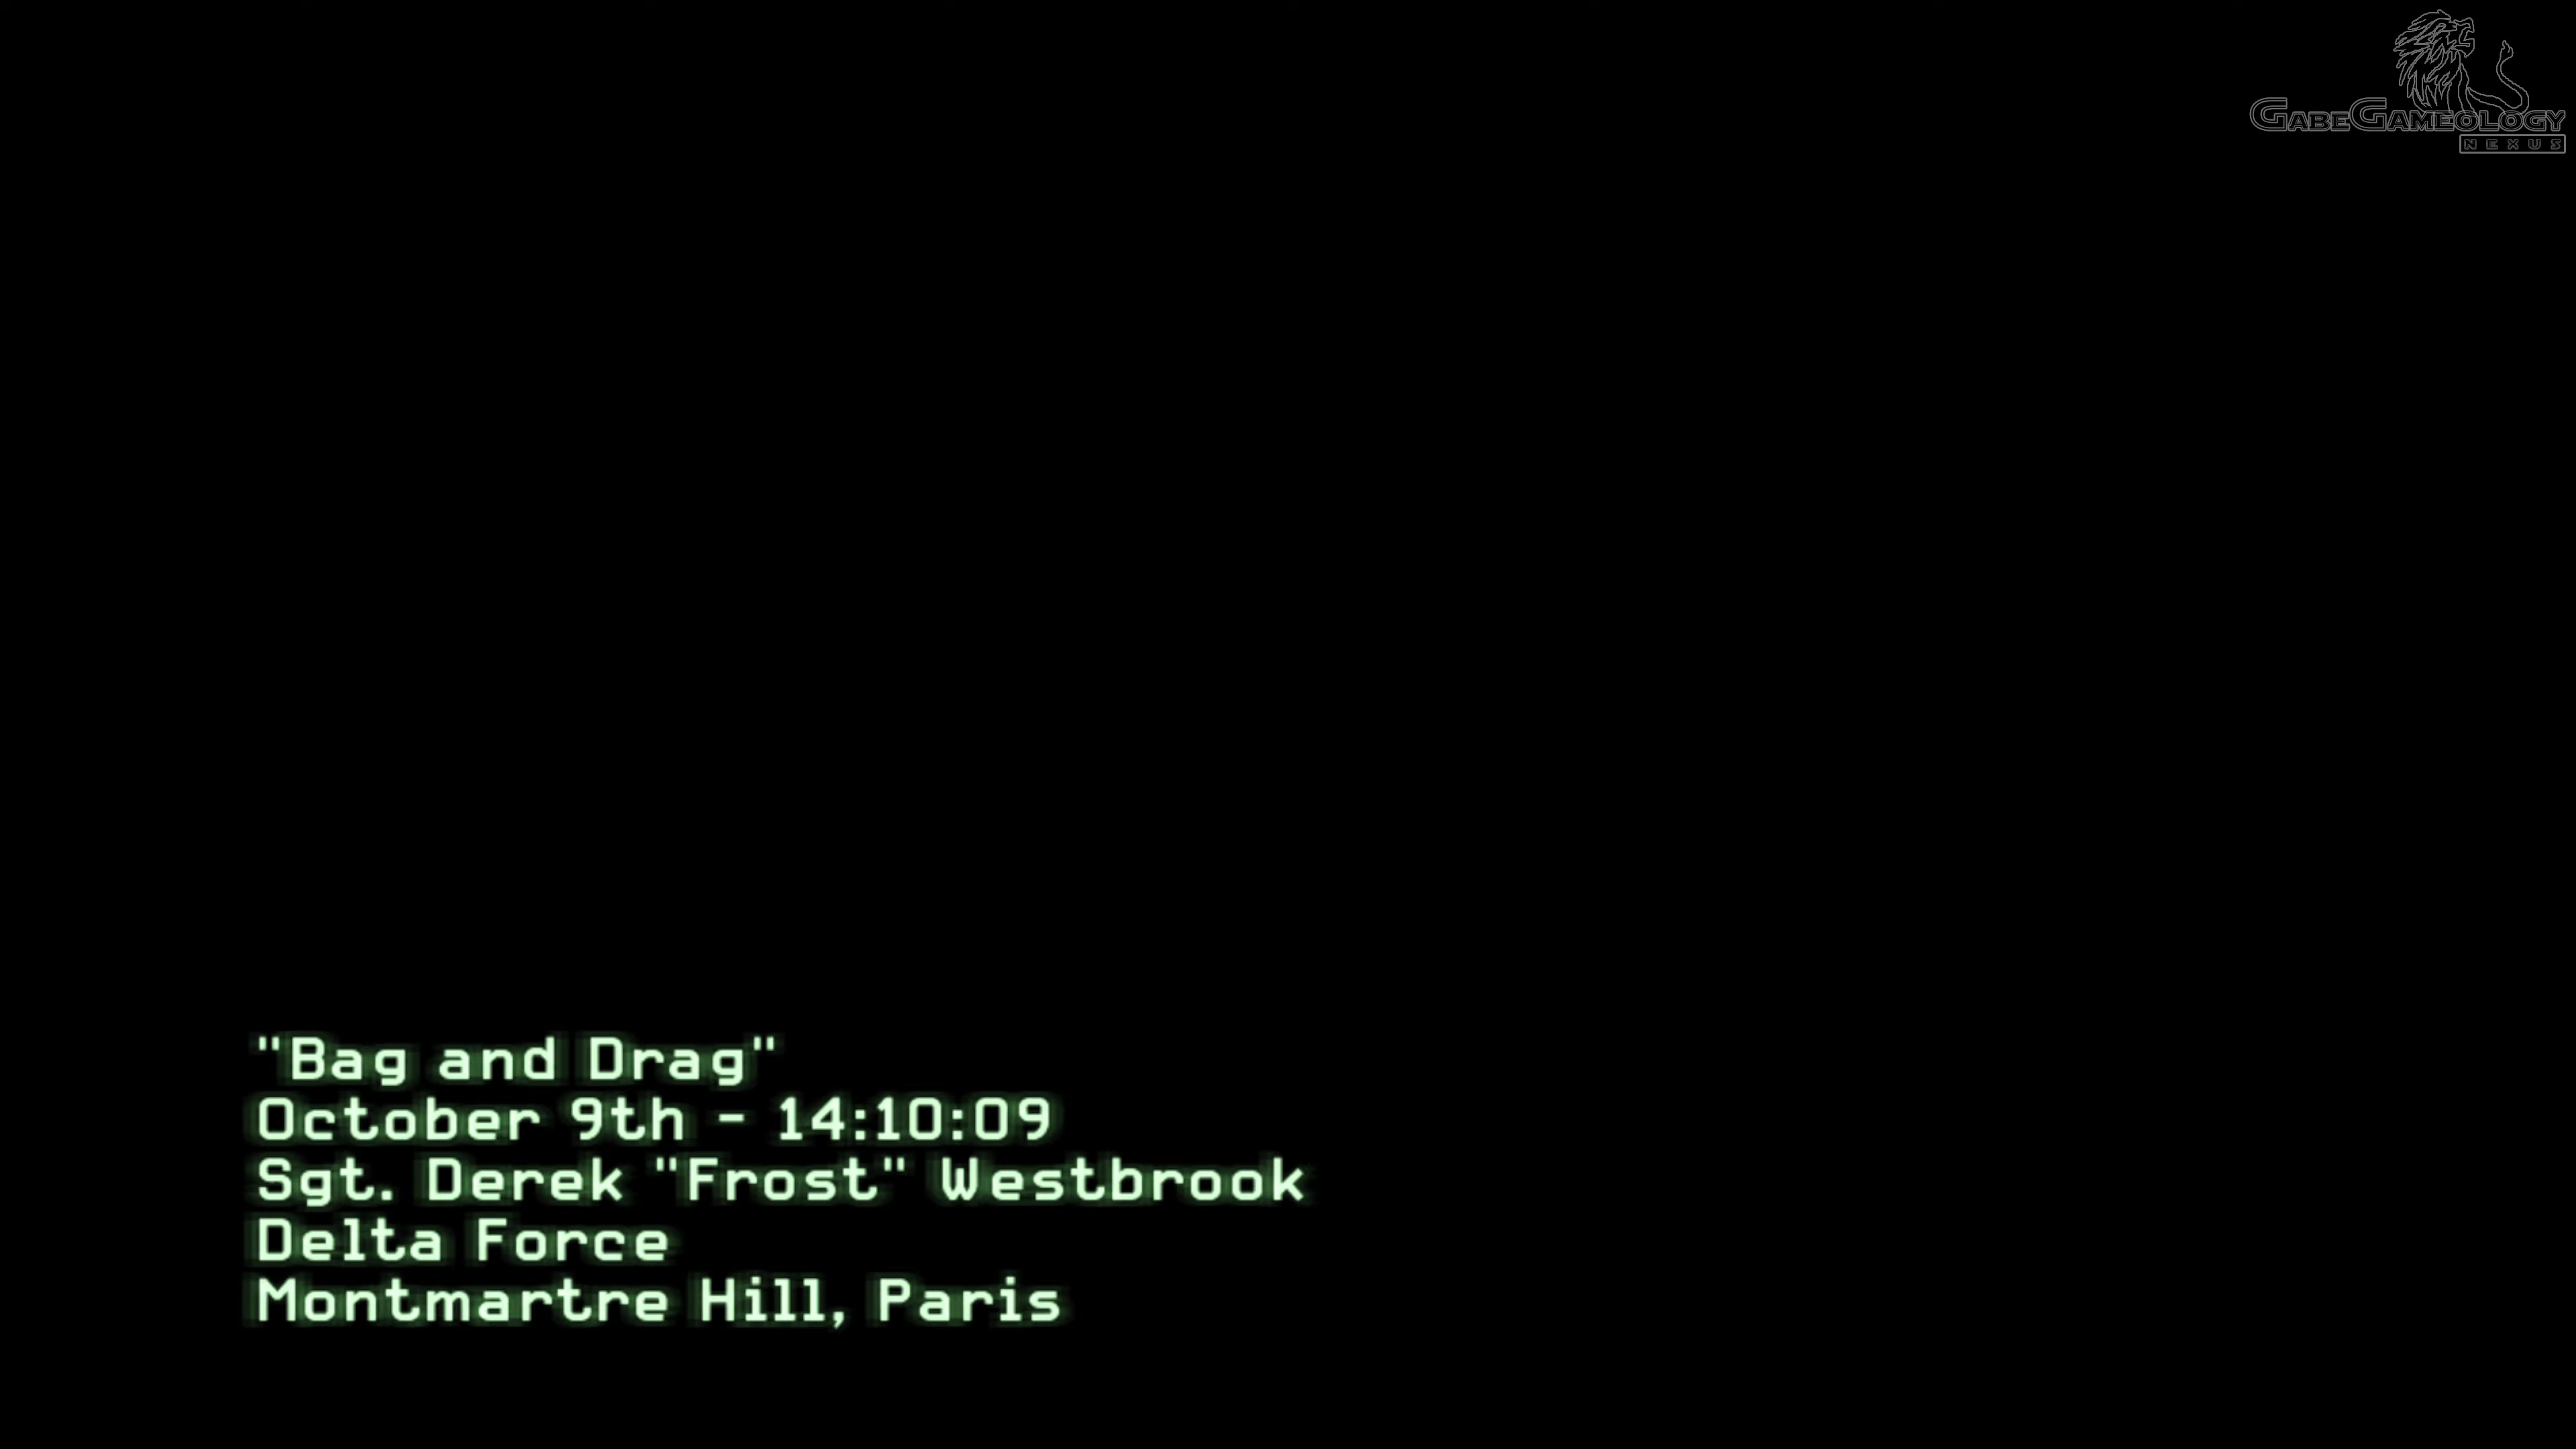 GABEGAMEOLOGY
NEXUS
"Bag and Drag"
October 9th - 14:10:09
Sgt. Derek "Frost" Westbrook
Delta Force
Montmartre Hill, Paris